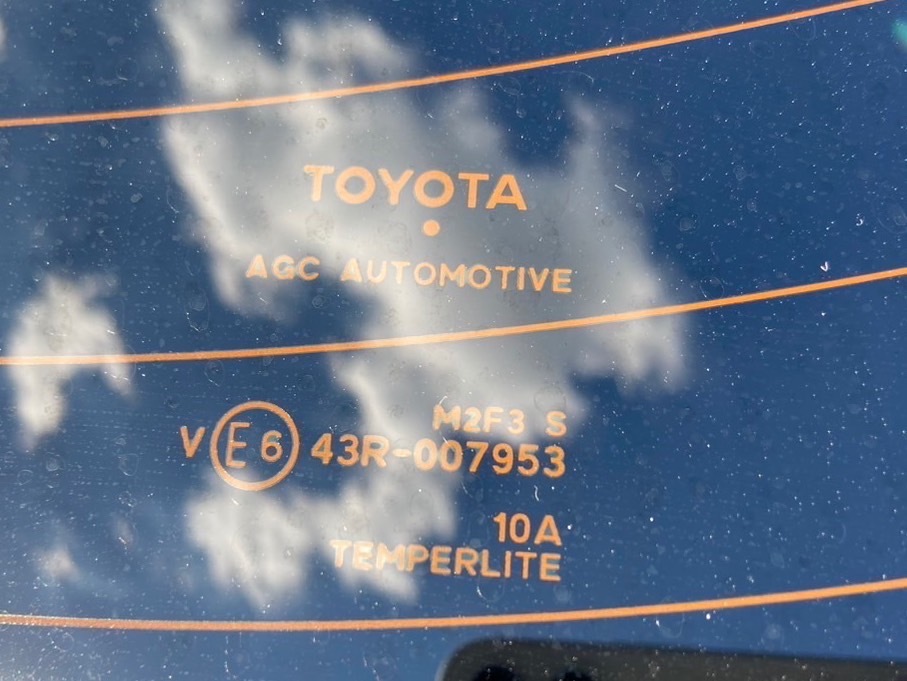 TOYOTA
AGC AUTOMOTIVE
M2F3 S
V E6 43R-007953
10A
TEMPERLITE